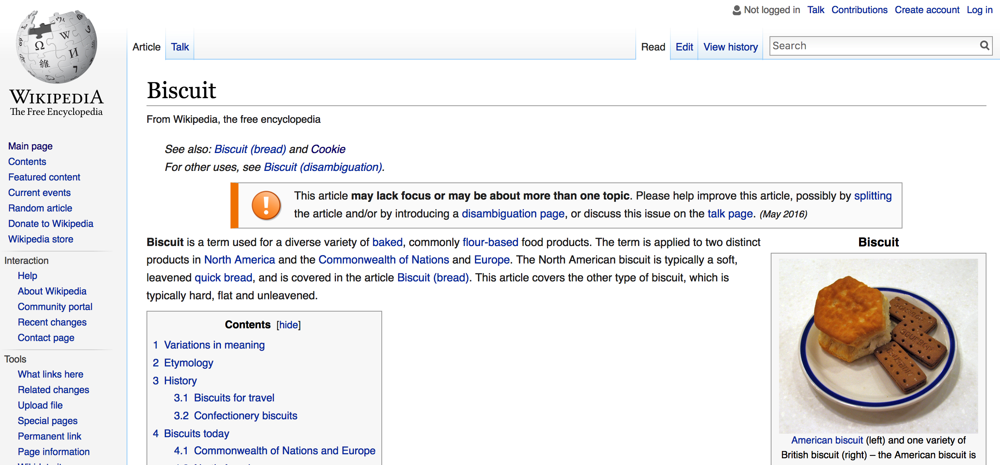 Not logged in Talk Contributions Create account Log in
Article Talk Read Edit View history Search
Ω W И 維 ウィ 7
WIKIPEDIA
The Free Encyclopedia
Main page
Contents
Featured content
Current events
Random article
Donate to Wikipedia
Wikipedia store
Interaction
Help
About Wikipedia
Community portal
Recent changes
Contact page
Tools
What links here
Related changes
Upload file
Special pages
Permanent link
Page information
Biscuit
From Wikipedia, the free encyclopedia
See also: Biscuit (bread) and Cookie
For other uses, see Biscuit (disambiguation).
This article may lack focus or may be about more than one topic. Please help improve this article, possibly by splitting
the article and/or by introducing a disambiguation page, or discuss this issue on the talk page. (May 2016)
Biscuit is a term used for a diverse variety of baked, commonly flour-based food products. The term is applied to two distinct
products in North America and the Commonwealth of Nations and Europe. The North American biscuit is typically a soft,
leavened quick bread, and is covered in the article Biscuit (bread). This article covers the other type of biscuit, which is
typically hard, flat and unleavened.
Contents [hide]
1 Variations in meaning
2 Etymology
3 History
3.1 Biscuits for travel
3.2 Confectionery biscuits
4 Biscuits today
4.1 Commonwealth of Nations and Europe
Biscuit
BOURBON
BOURBON
BOURBON
American biscuit (left) and one variety of
British biscuit (right) – the American biscuit is